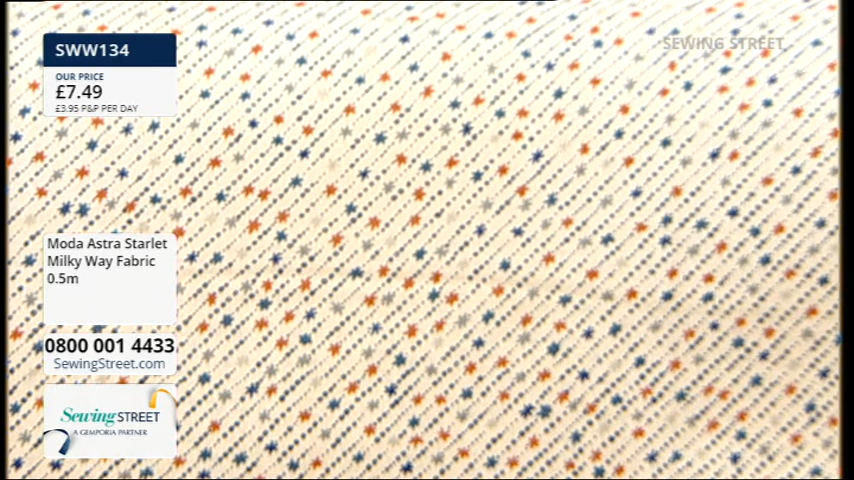 SWW134
SEWING STREET
OUR PRICE
£7.49
£3.95 P&P PER DAY
Moda Astra Starlet
Milky Way Fabric
0.5m
0800 001 4433
SewingStreet.com
Sewing STREET
A GEMPORIA PARTNER